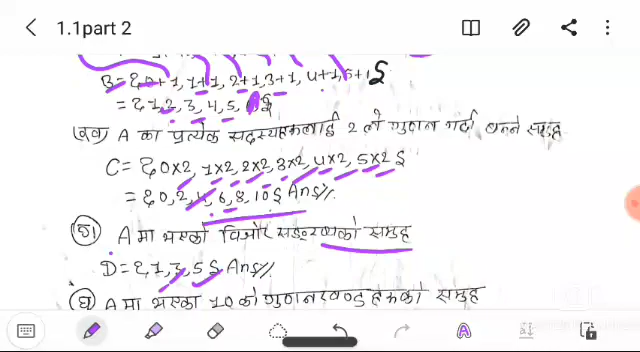 1.1part 2
B = {0+1, 1+1, 2+1, 3+1, 4+1, 5+1}
= {1, 2, 3, 4, 5, }
(ख) A का प्रत्येक सदस्यहरूलाई 2 ले गुणन गर्दा बन्ने समूह
C = {0×2, 1×2, 2×2, 3×2, 4×2, 5×2}
= {0, 2, 4, 6, 8, 10} Ans//.
A मा भएको विजोर सङ्ख्याको समूह
D = {1, 3, 5} Ans//.
(घ) A मा भएका 10 को गुणनखण्डहरूको समूह